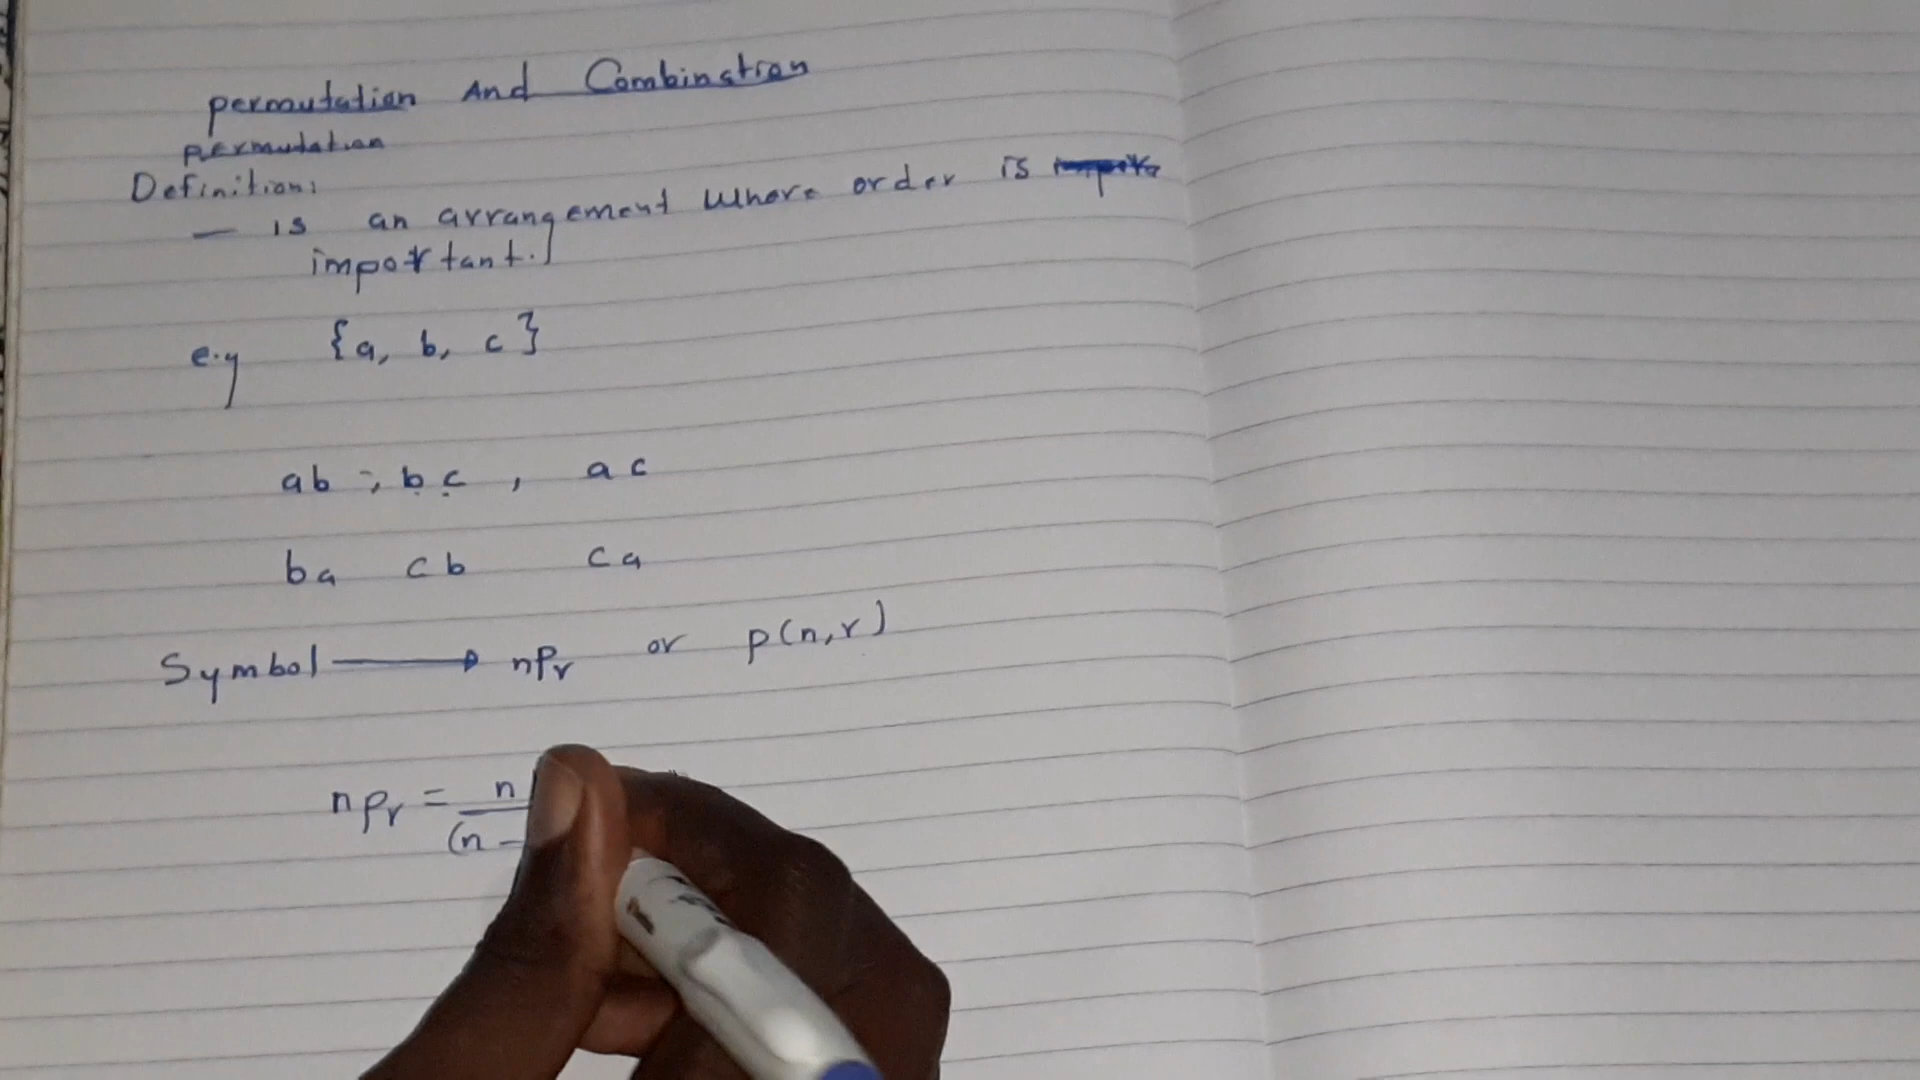 permutation And Combination
permutation
Definition:
— is an arrangement where order is
important.
e.g {a, b, c}
ab , bc , ac
ba cb ca
Symbol → nPr or p(n,r)
nPr = n
(n -